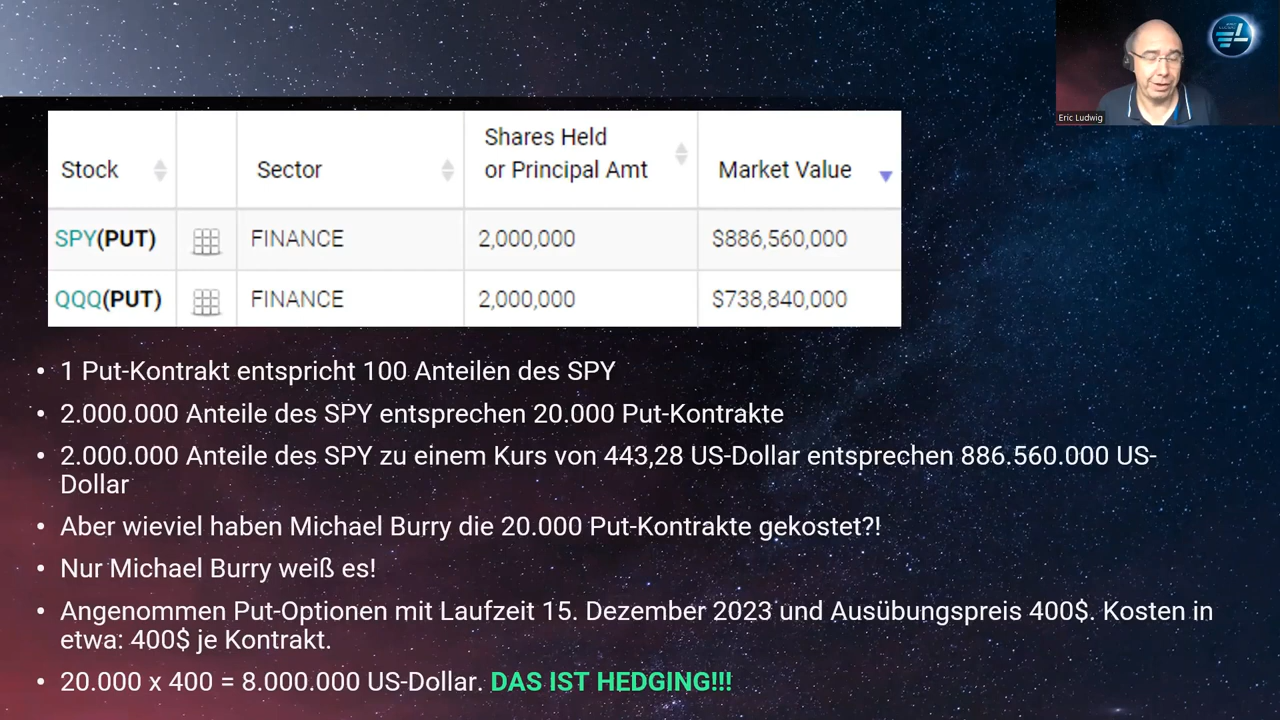 Eric Ludwig
Shares Held
Stock Sector or Principal Amt Market Value
SPY(PUT) FINANCE 2,000,000 $886,560,000
QQQ(PUT) FINANCE 2,000,000 $738,840,000
• 1 Put-Kontrakt entspricht 100 Anteilen des SPY
• 2.000.000 Anteile des SPY entsprechen 20.000 Put-Kontrakte
• 2.000.000 Anteile des SPY zu einem Kurs von 443,28 US-Dollar entsprechen 886.560.000 US-
Dollar
• Aber wieviel haben Michael Burry die 20.000 Put-Kontrakte gekostet?!
• Nur Michael Burry weiß es!
• Angenommen Put-Optionen mit Laufzeit 15. Dezember 2023 und Ausübungspreis 400$. Kosten in
etwa: 400$ je Kontrakt.
• 20.000 x 400 = 8.000.000 US-Dollar. DAS IST HEDGING!!!